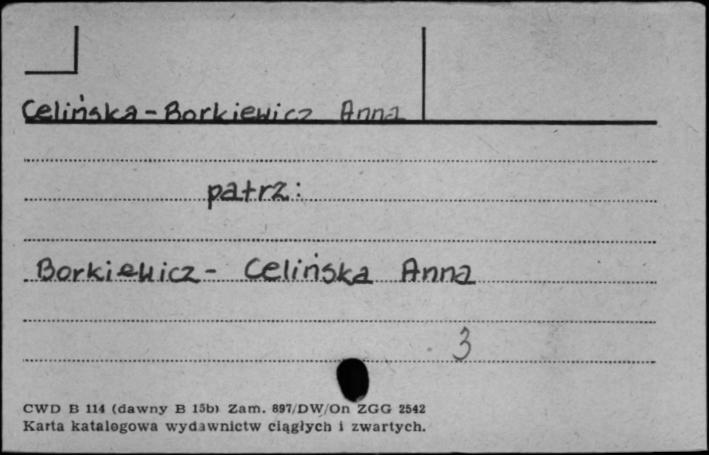 Celińska-Borkiewicz Anna
patrz:
Borkiewicz- Celińska Anna
3
CWD B 114 (dawny B 15b) Zam. 897/DW/On ZGG 2542
Karta katalogowa wydawnictw ciągłych i zwartych.